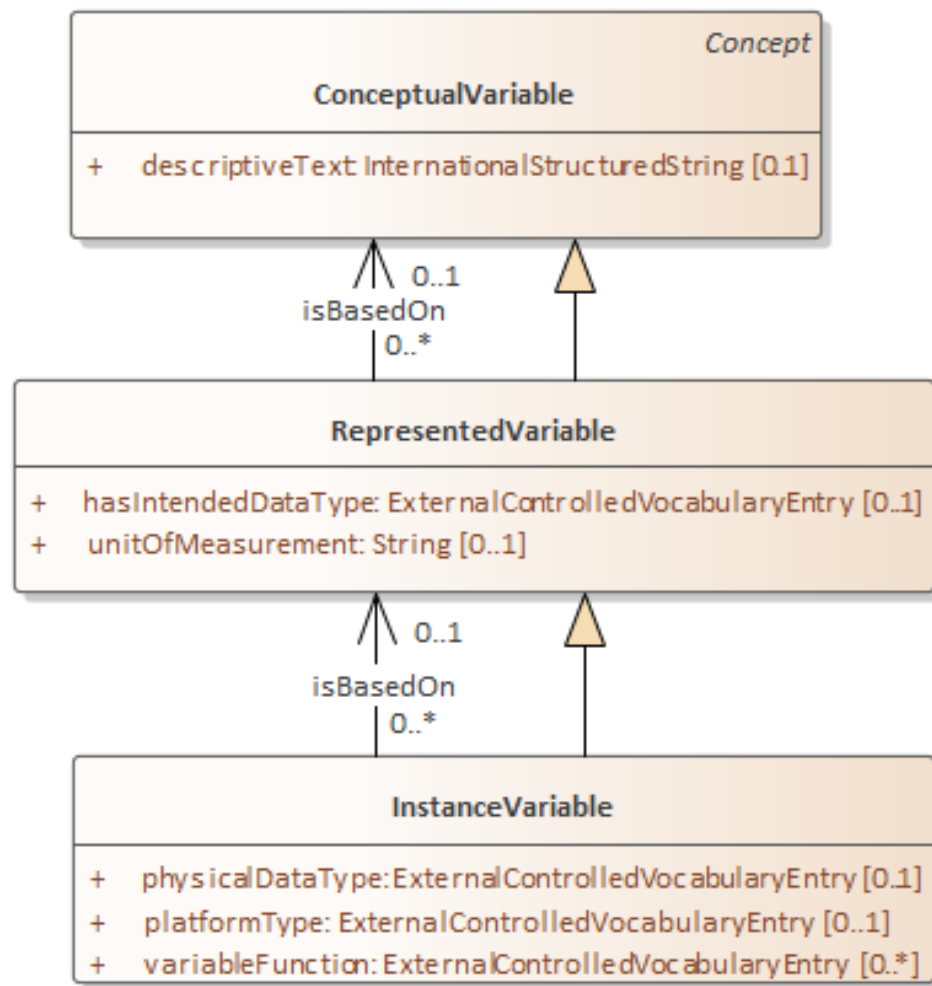 Concept
ConceptualVariable
+ descriptiveText: InternationalStructuredString [0..1]
0..1
isBasedOn
0..*
RepresentedVariable
+ hasIntendedDataType: ExternalControlledVocabularyEntry [0..1]
+ unitOfMeasurement: String [0..1]
0..1
isBasedOn
0..*
InstanceVariable
+ physicalDataType: ExternalControlledVocabularyEntry [0..1]
+ platformType: ExternalControlledVocabularyEntry [0..1]
+ variableFunction: ExternalControlledVocabularyEntry [0..*]